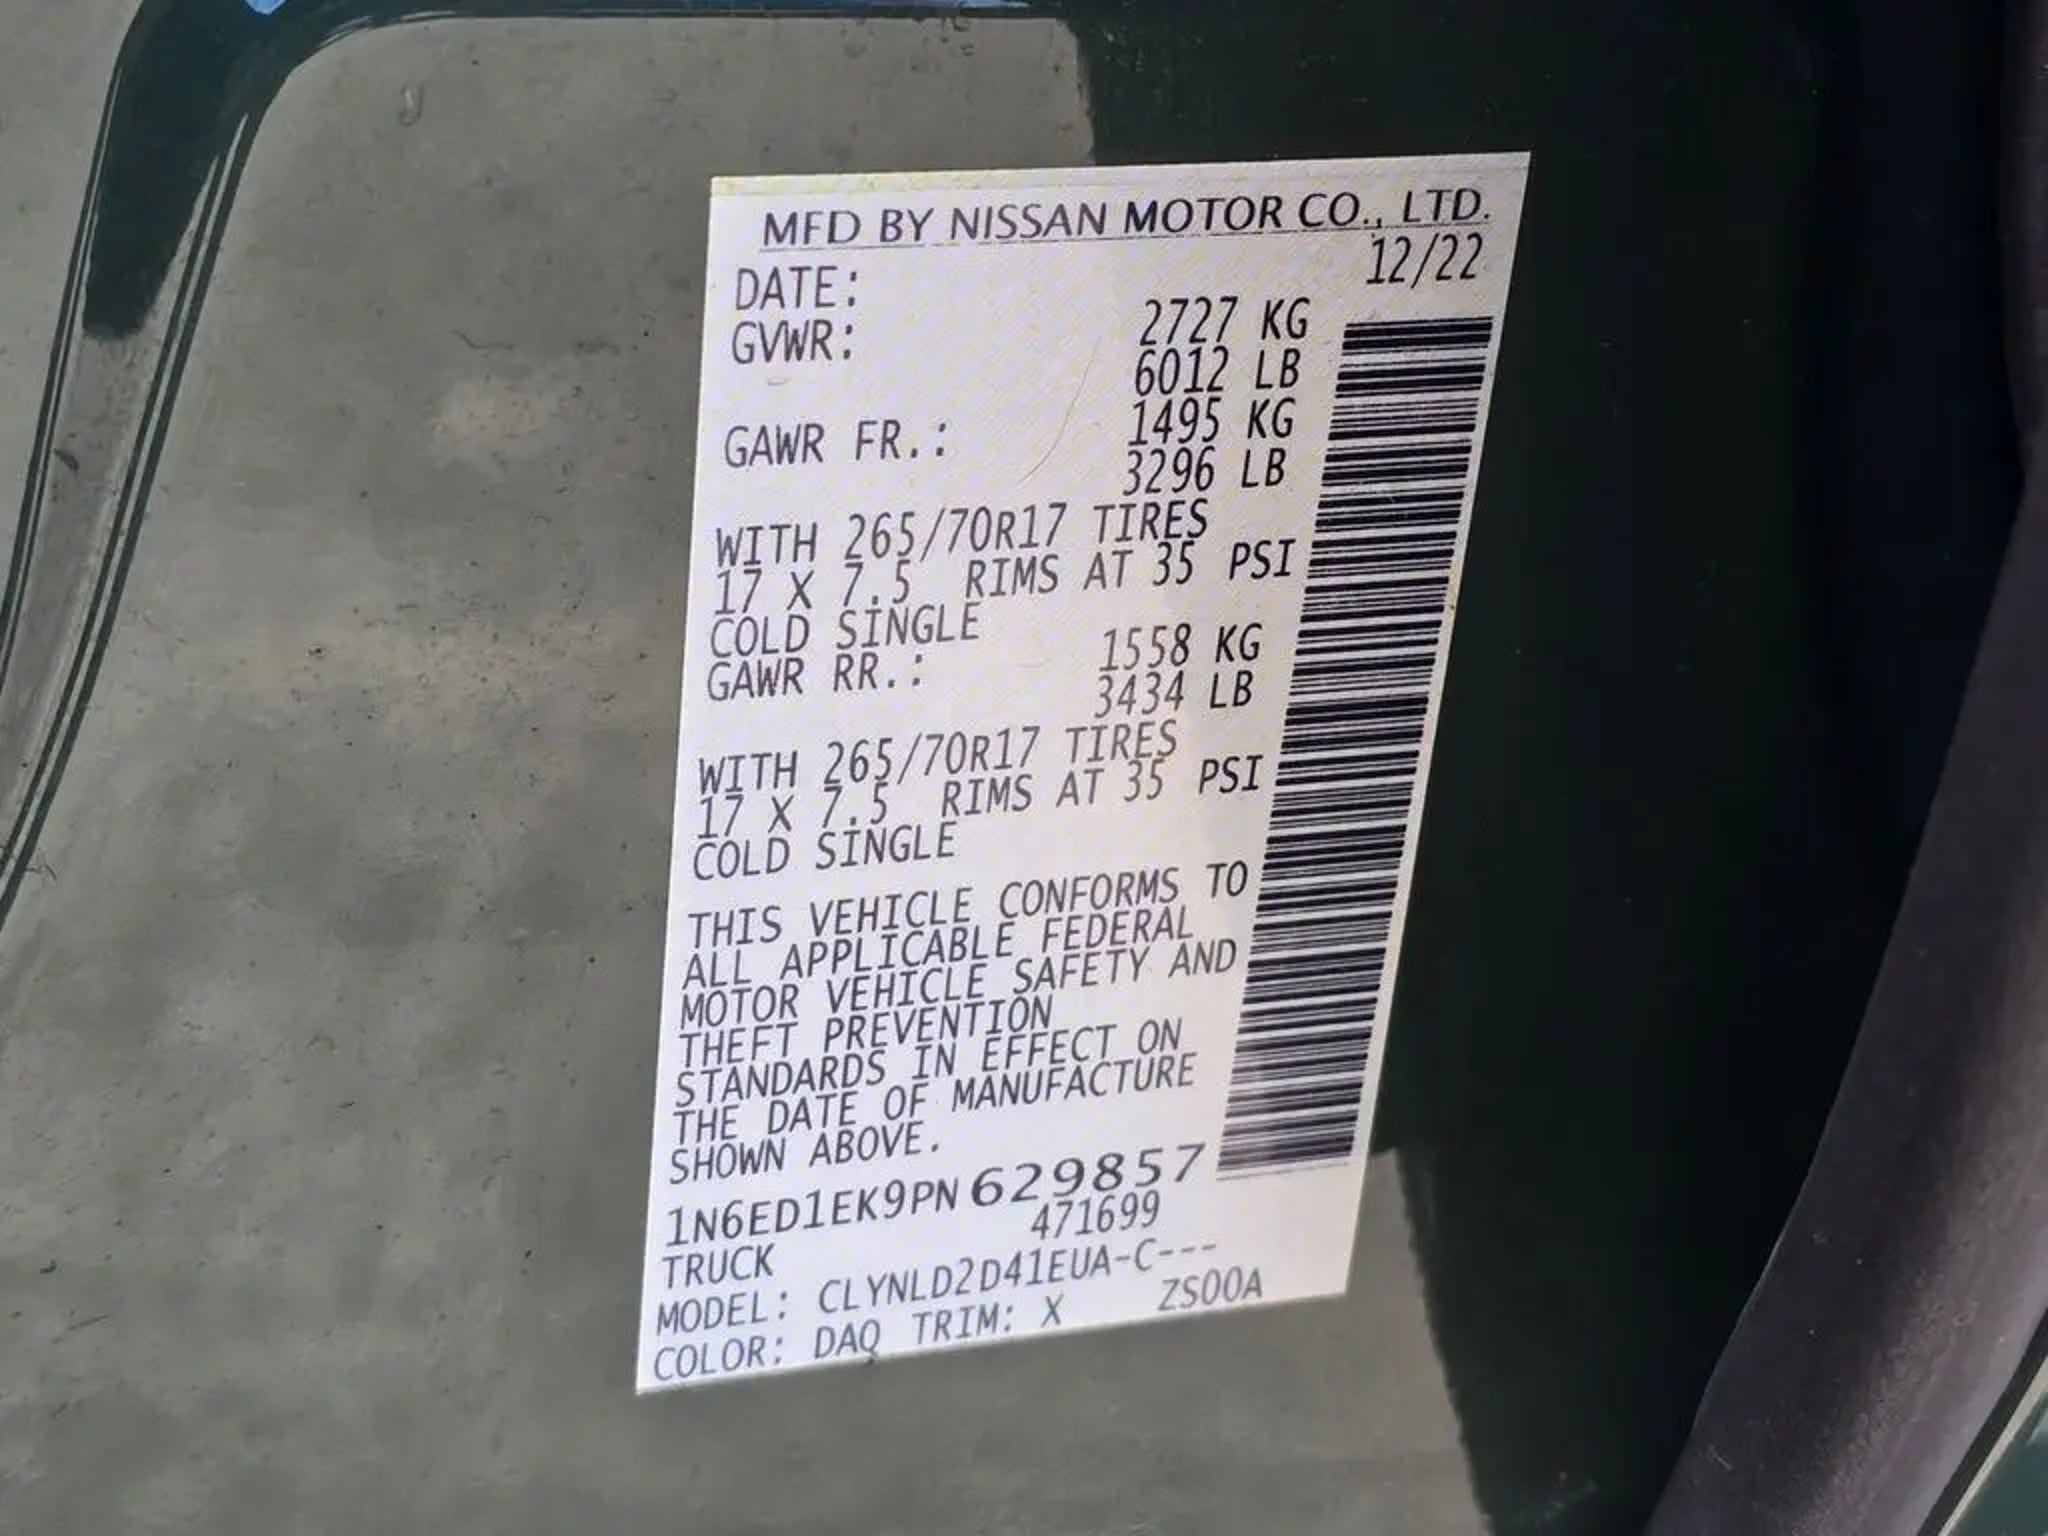 MFD BY NISSAN MOTOR CO., LTD.
DATE: 12/22
GVWR: 2727 KG
6012 LB
GAWR FR.: 1495 KG
3296 LB
WITH 265/70R17 TIRES
17 X 7.5 RIMS AT 35 PSI
COLD SINGLE
GAWR RR.: 1558 KG
3434 LB
WITH 265/70R17 TIRES
17 X 7.5 RIMS AT 35 PSI
COLD SINGLE
THIS VEHICLE CONFORMS TO
ALL APPLICABLE FEDERAL
MOTOR VEHICLE SAFETY AND
THEFT PREVENTION
STANDARDS IN EFFECT ON
THE DATE OF MANUFACTURE
SHOWN ABOVE.
1N6ED1EK9PN629857
TRUCK 471699
MODEL: CLYNLD2D41EUA-C---
COLOR: DAQ TRIM: X ZS00A